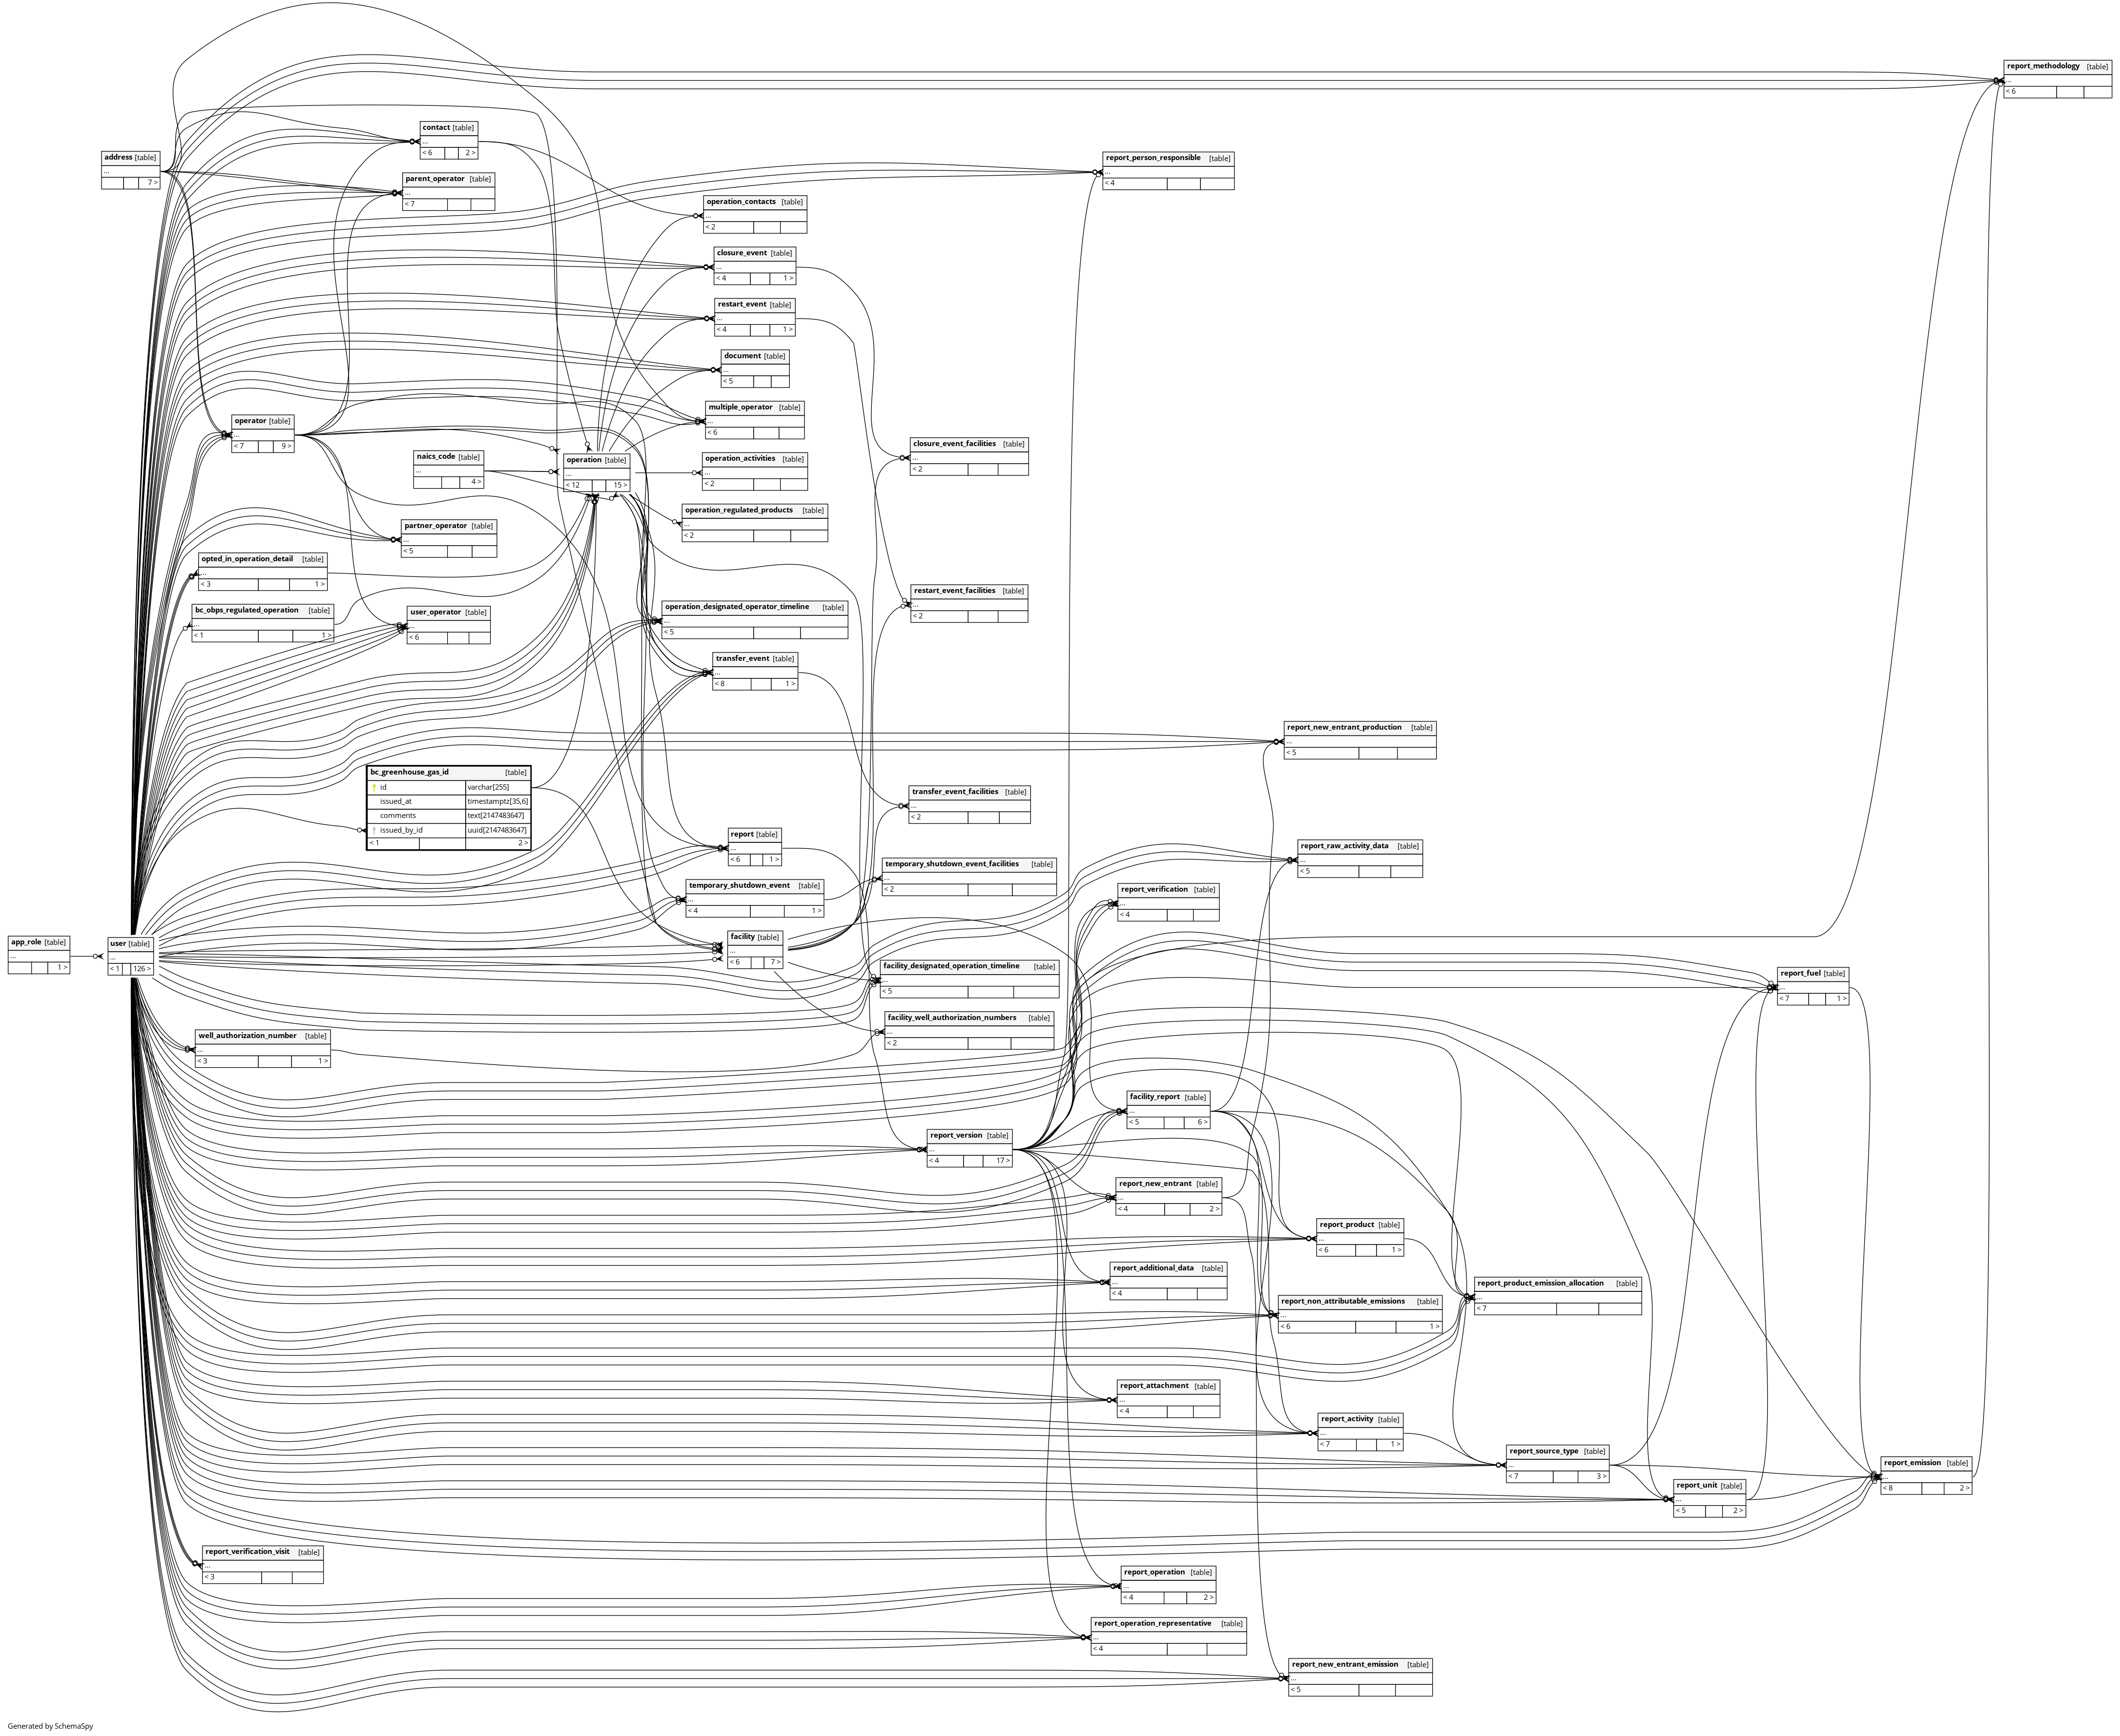 report_methodology [table]
...
< 6
contact [table]
...
< 6 2 >
address [table]
...
7 >
report_person_responsible [table]
...
< 4
parent_operator [table]
...
< 7
operation_contacts [table]
...
< 2
closure_event [table]
...
< 4 1 >
restart_event [table]
...
< 4 1 >
document [table]
...
< 5
multiple_operator [table]
...
< 6
operator [table]
...
< 7 9 >
closure_event_facilities [table]
...
< 2
naics_code [table]
...
4 >
operation [table]
...
< 12 15 >
operation_activities [table]
...
< 2
operation_regulated_products [table]
...
< 2
partner_operator [table]
...
< 5
opted_in_operation_detail [table]
...
< 3 1 >
restart_event_facilities [table]
...
< 2
bc_obps_regulated_operation [table]
...
< 1 1 >
user_operator [table]
...
< 6
operation_designated_operator_timeline [table]
...
< 5
transfer_event [table]
...
< 8 1 >
report_new_entrant_production [table]
...
< 5
bc_greenhouse_gas_id [table]
id varchar[255]
issued_at timestamptz[35,6]
comments text[2147483647]
issued_by_id uuid[2147483647]
< 1 2 >
transfer_event_facilities [table]
...
< 2
report [table]
...
< 6 1 >
report_raw_activity_data [table]
...
< 5
temporary_shutdown_event_facilities [table]
...
< 2
temporary_shutdown_event [table]
...
< 4 1 >
report_verification [table]
...
< 4
facility [table]
...
< 6 7 >
app_role [table]
...
1 >
user [table]
...
< 1 126 >
facility_designated_operation_timeline [table]
...
< 5
report_fuel [table]
...
< 7 1 >
facility_well_authorization_numbers [table]
...
< 2
well_authorization_number [table]
...
< 3 1 >
facility_report [table]
...
< 5 6 >
report_version [table]
...
< 4 17 >
report_new_entrant [table]
...
< 4 2 >
report_product [table]
...
< 6 1 >
report_additional_data [table]
...
< 4
report_product_emission_allocation [table]
...
< 7
report_non_attributable_emissions [table]
...
< 6 1 >
report_attachment [table]
...
< 4
report_activity [table]
...
< 7 1 >
report_source_type [table]
...
< 7 3 >
report_emission [table]
...
< 8 2 >
report_unit [table]
...
< 5 2 >
report_verification_visit [table]
...
< 3
report_operation [table]
...
< 4 2 >
report_operation_representative [table]
...
< 4
report_new_entrant_emission [table]
...
< 5
Generated by SchemaSpy